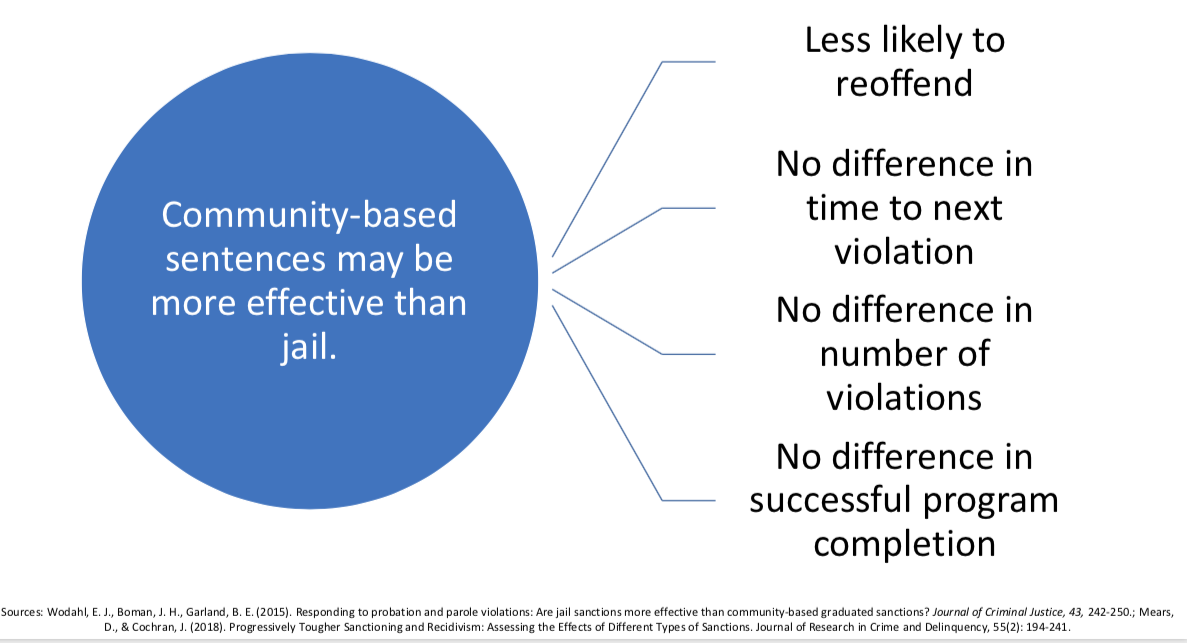 Community-based
sentences may be
more effective than
jail.
Less likely to
reoffend
No difference in
time to next
violation
No difference in
number of
violations
No difference in
successful program
completion
Sources: Wodahl, E. J., Boman, J. H., Garland, B. E. (2015). Responding to probation and parole violations: Are jail sanctions more effective than community-based graduated sanctions? Journal of Criminal Justice, 43, 242-250.; Mears,
D., & Cochran, J. (2018). Progressively Tougher Sanctioning and Recidivism: Assessing the Effects of Different Types of Sanctions. Journal of Research in Crime and Delinquency, 55(2): 194-241.